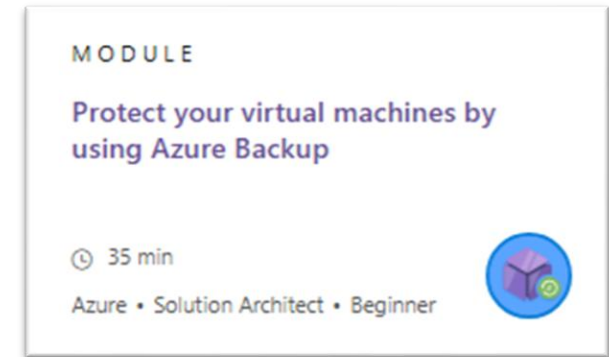 MODULE
Protect your virtual machines by
using Azure Backup
35 min
Azure • Solution Architect • Beginner